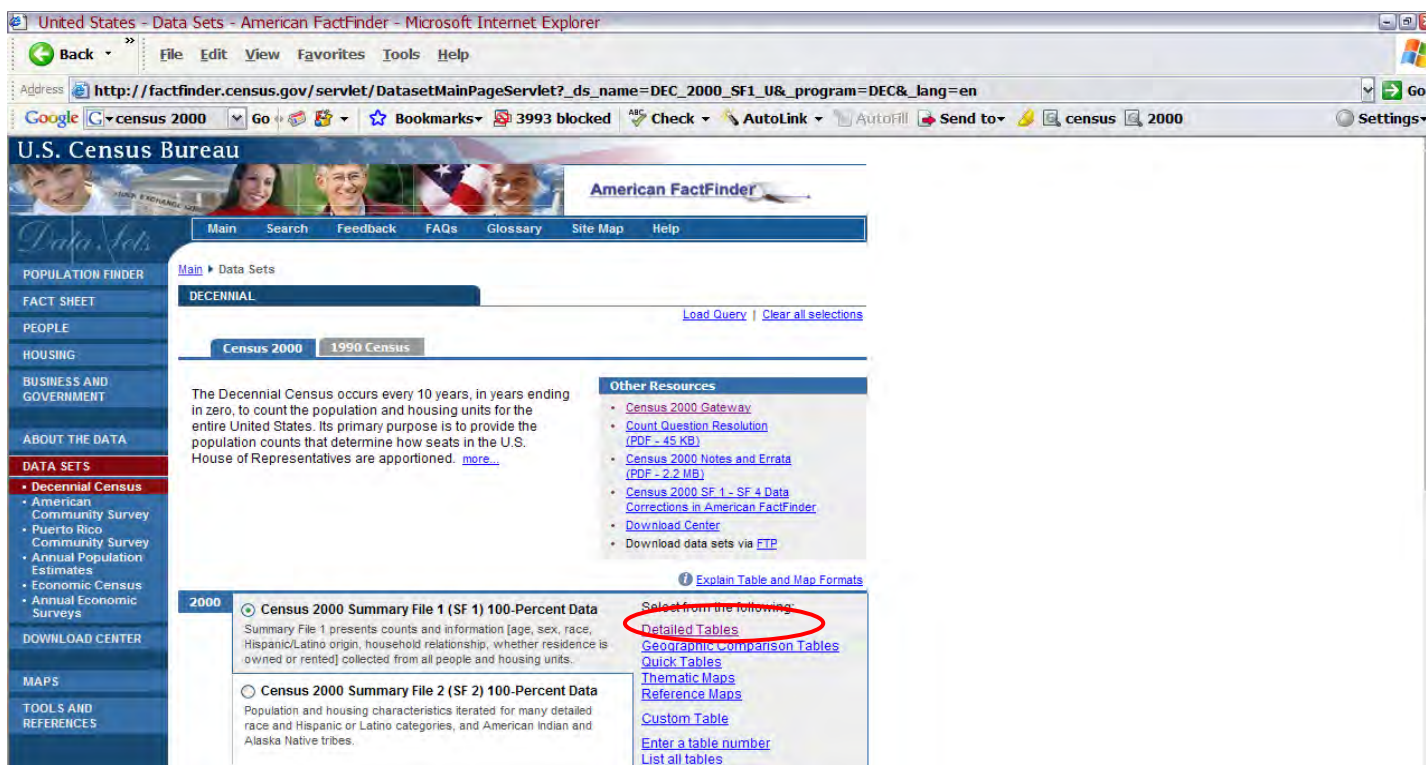 United States - Data Sets - American FactFinder - Microsoft Internet Explorer
Back » File Edit View Favorites Tools Help
Address http://factfinder.census.gov/servlet/DatasetMainPageServlet?_ds_name=DEC_2000_SF1_U&_program=DEC&_lang=en Go
Google G census 2000 Go Bookmarks 3993 blocked ABC Check AutoLink AutoFill Send to census 2000 Settings
U.S. Census Bureau
American FactFinder
Data Sets
Main Search Feedback FAQs Glossary Site Map Help
POPULATION FINDER
FACT SHEET
PEOPLE
HOUSING
BUSINESS AND
GOVERNMENT
ABOUT THE DATA
DATA SETS
• Decennial Census
• American
Community Survey
• Puerto Rico
Community Survey
• Annual Population
Estimates
• Economic Census
• Annual Economic
Surveys
DOWNLOAD CENTER
MAPS
TOOLS AND
REFERENCES
Main ▸ Data Sets
DECENNIAL
Load Query | Clear all selections
Census 2000 1990 Census
The Decennial Census occurs every 10 years, in years ending
in zero, to count the population and housing units for the
entire United States. Its primary purpose is to provide the
population counts that determine how seats in the U.S.
House of Representatives are apportioned. more...
Other Resources
• Census 2000 Gateway
• Count Question Resolution
(PDF - 45 KB)
• Census 2000 Notes and Errata
(PDF - 2.2 MB)
• Census 2000 SF 1 - SF 4 Data
Corrections in American FactFinder
• Download Center
• Download data sets via FTP
Explain Table and Map Formats
2000
Census 2000 Summary File 1 (SF 1) 100-Percent Data
Summary File 1 presents counts and information [age, sex, race,
Hispanic/Latino origin, household relationship, whether residence is
owned or rented] collected from all people and housing units.
Census 2000 Summary File 2 (SF 2) 100-Percent Data
Population and housing characteristics iterated for many detailed
race and Hispanic or Latino categories, and American Indian and
Alaska Native tribes.
Select from the following:
Detailed Tables
Geographic Comparison Tables
Quick Tables
Thematic Maps
Reference Maps
Custom Table
Enter a table number
List all tables